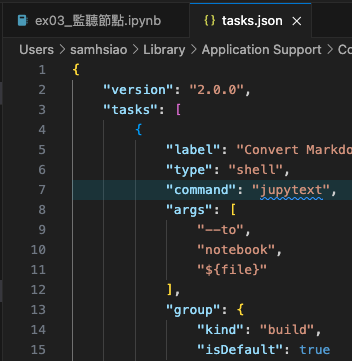 ex03_監聽節點.ipynb
{} tasks.json ×
Users > samhsiao > Library > Application Support >
1 {
2 "version": "2.0.0",
3 "tasks": [
4 {
5 "label": "Convert
6 "type": "shell",
7 "command": "jupytext",
8 "args": [
9 "--to",
10 "notebook",
11 "${file}"
12 ],
13 "group": {
14 "kind": "build",
15 "isDefault": true